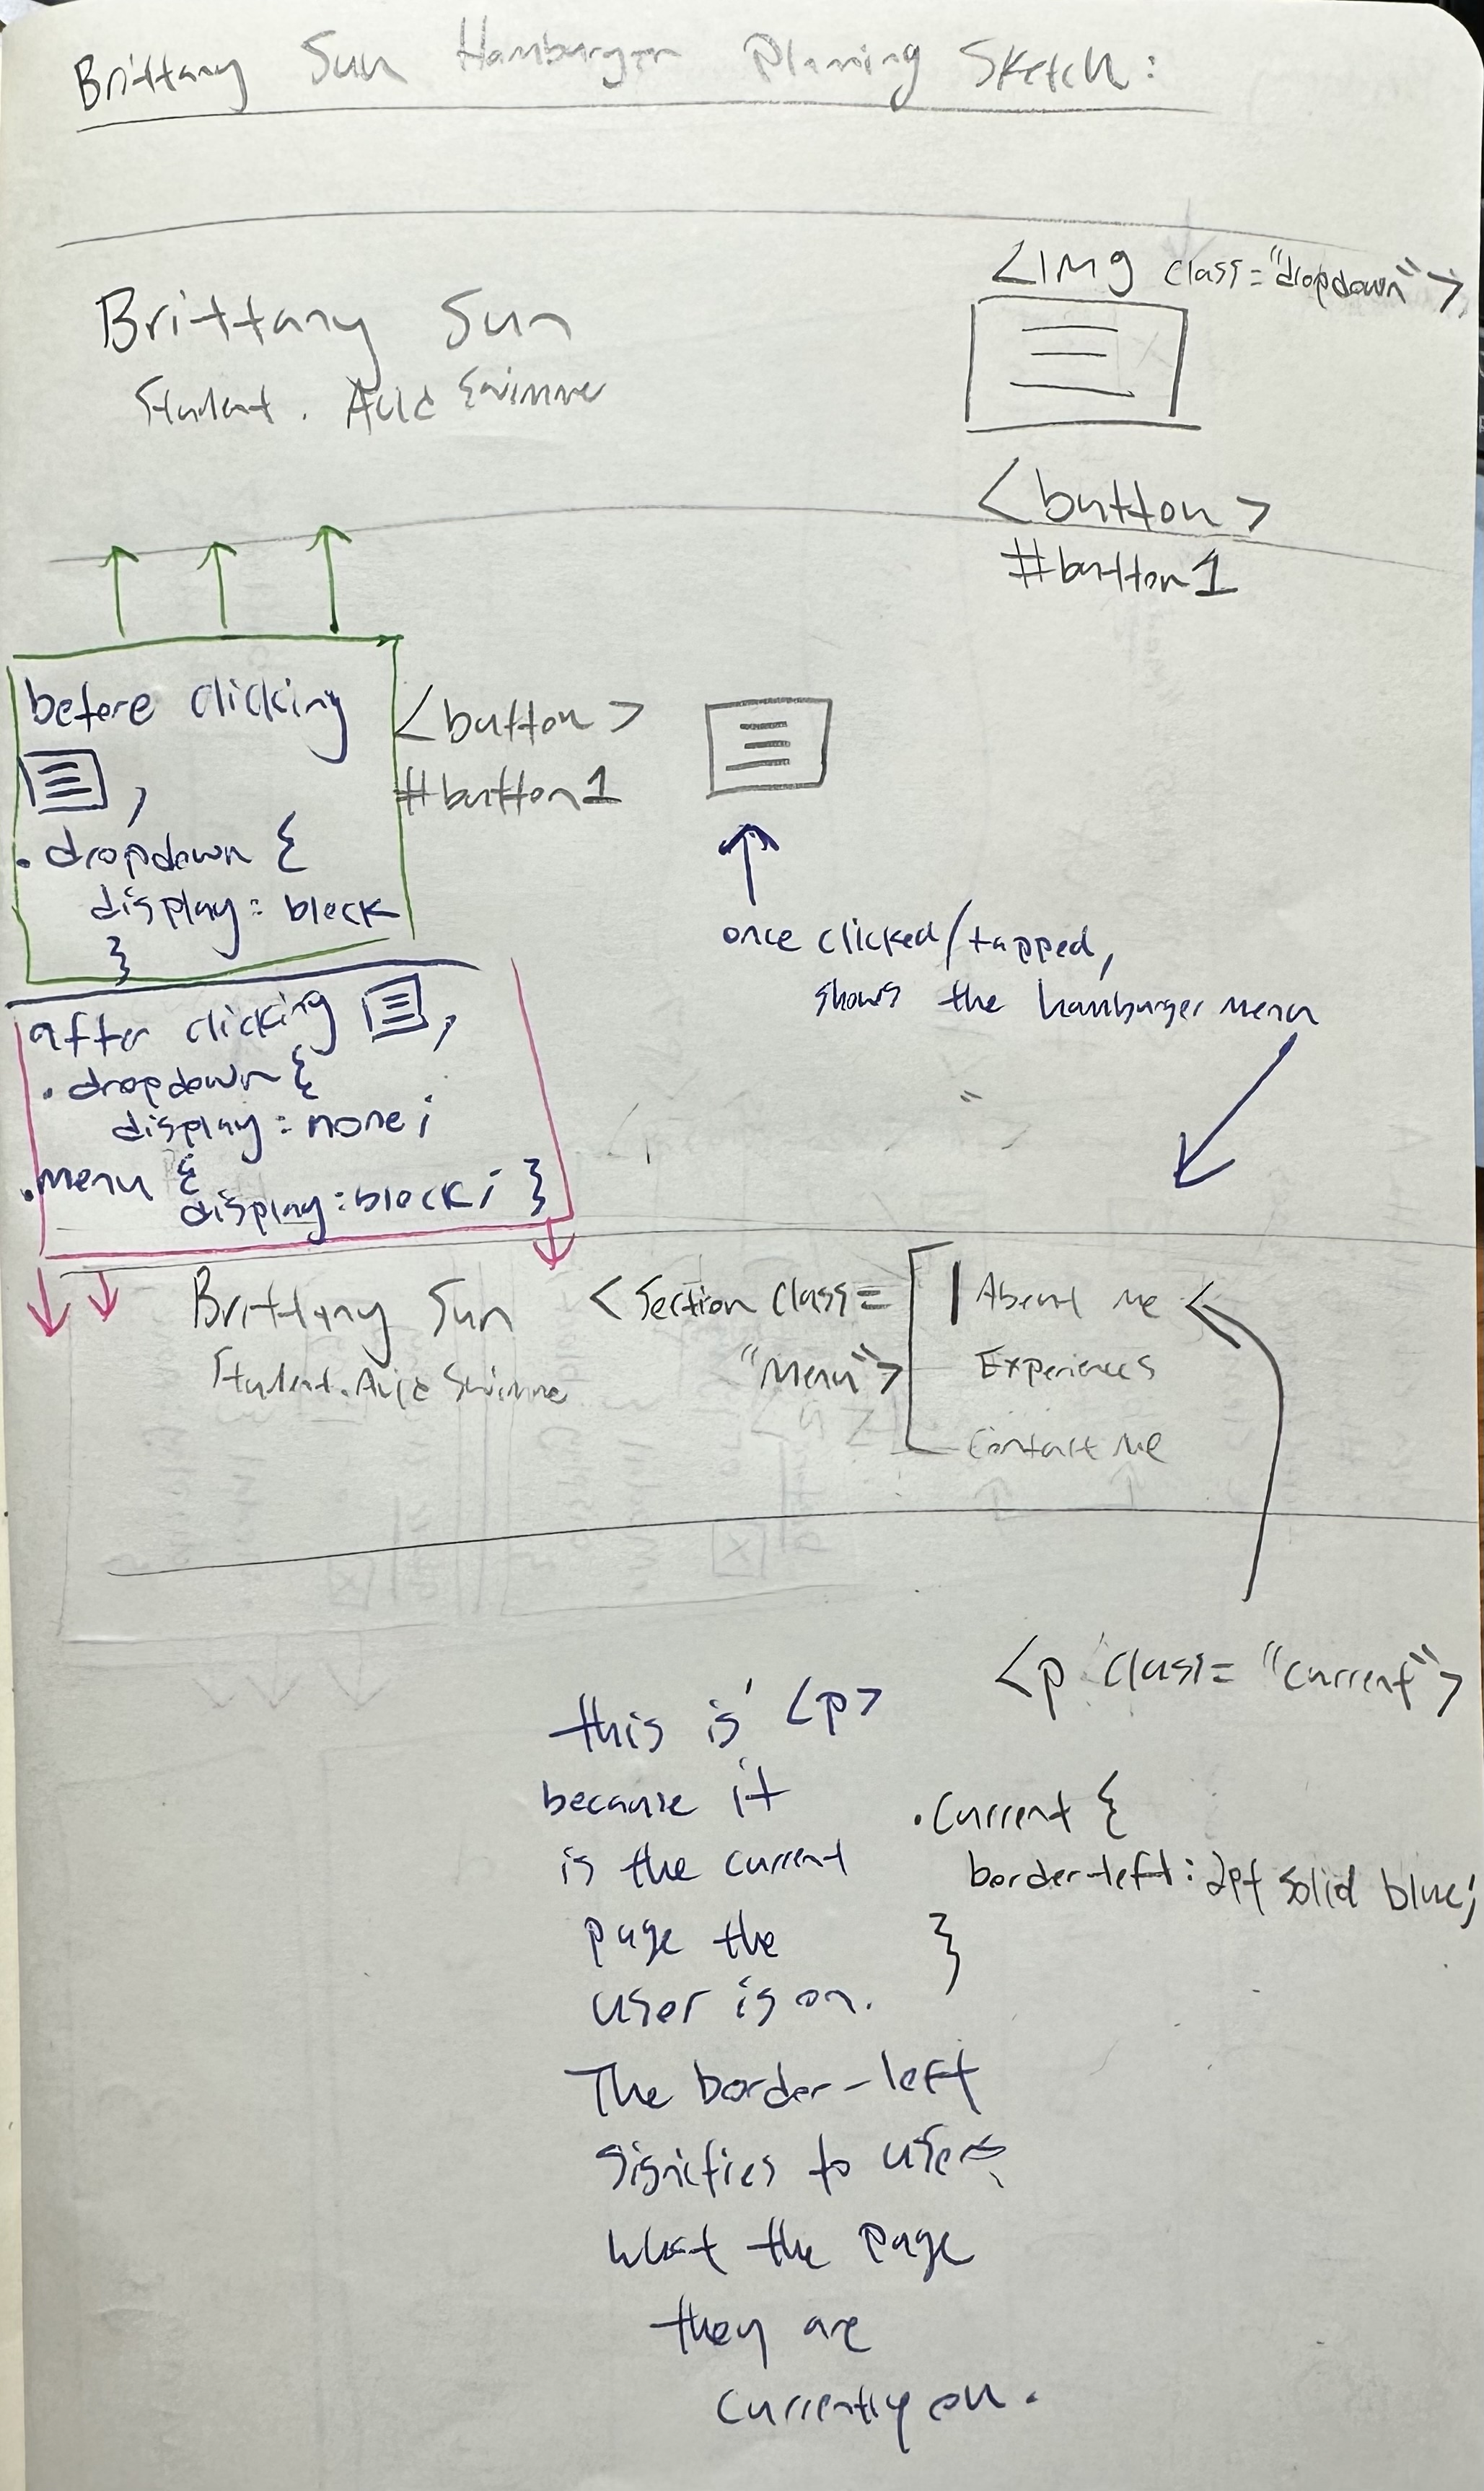 Brittany Sun Hamburger Planning Sketch:
<img class="dropdown">
Brittany Sun
Student. Avid Swimmer
<button>
#button1
before clicking
,
.dropdown {
display: block
}
<button>
#button1
once clicked/tapped,
shows the hamburger menu
after clicking ,
.dropdown {
display: none;
.menu {
display: block; }
Brittany Sun
Student. Avid Swimme
<section class=
"menu">
About me
Experiences
Contact me
<p class= "current">
this is <p>
because it
is the current
page the
user is on.
The border-left
signifies to users
what the page
they are
currently on.
.current {
border-left: 2pt solid blue;
}